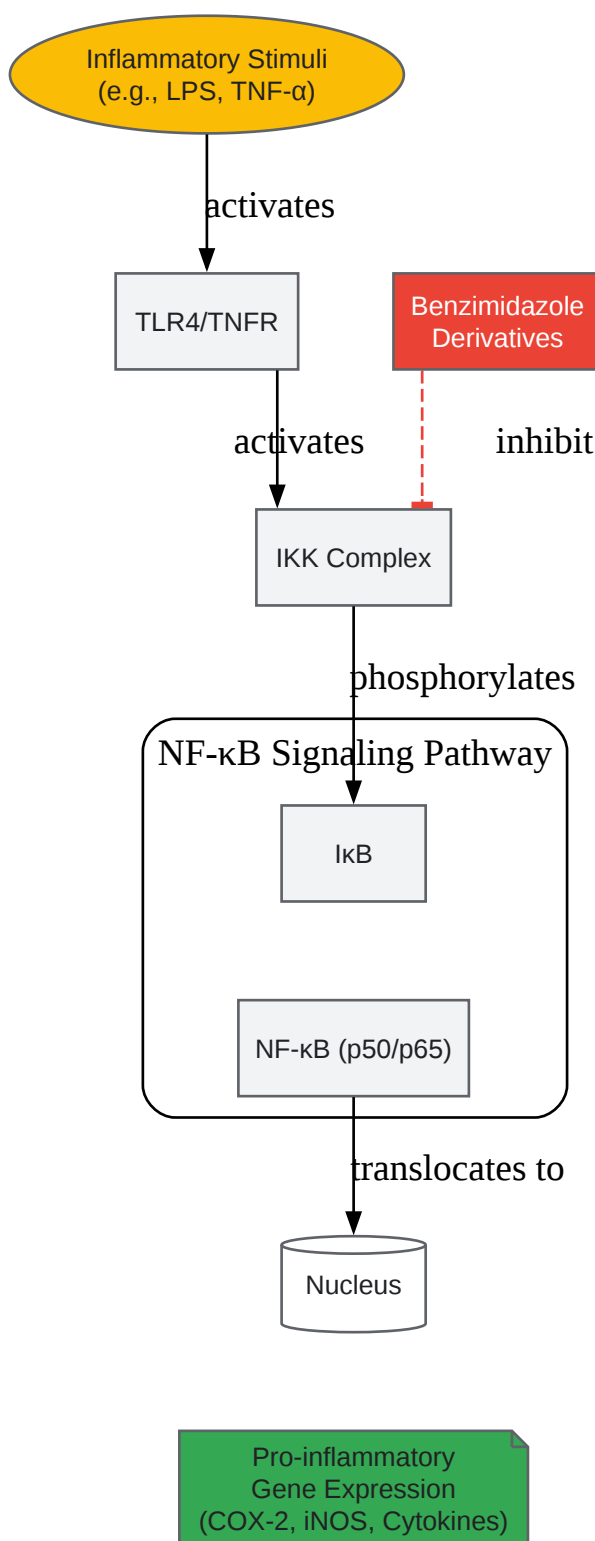 Inflammatory Stimuli
(e.g., LPS, TNF-α)
activates
TLR4/TNFR
Benzimidazole
Derivatives
activates
inhibit
IKK Complex
phosphorylates
NF-κB Signaling Pathway
IκB
NF-κB (p50/p65)
translocates to
Nucleus
Pro-inflammatory
Gene Expression
(COX-2, iNOS, Cytokines)